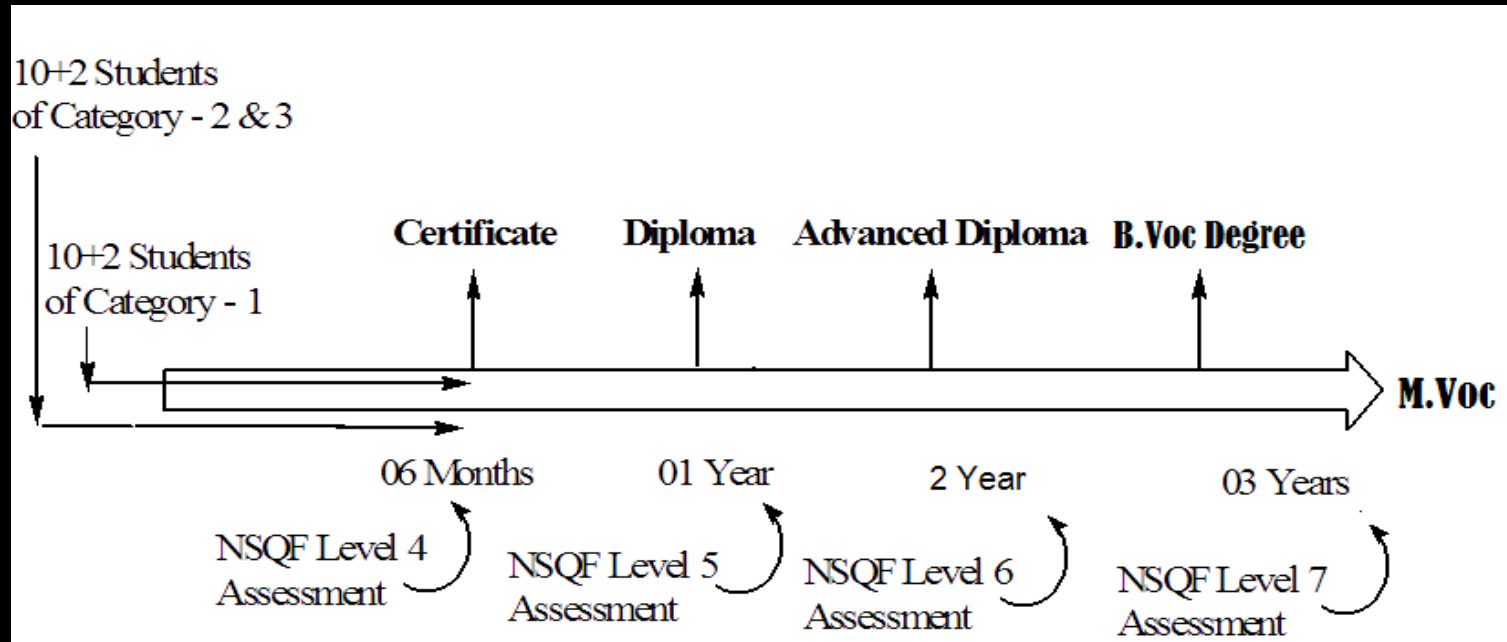 10+2 Students
of Category - 2 & 3
10+2 Students
of Category - 1
Certificate
Diploma
Advanced Diploma
B.Voc Degree
M.Voc
06 Months
01 Year
2 Year
03 Years
NSQF Level 4
Assessment
NSQF Level 5
Assessment
NSQF Level 6
Assessment
NSQF Level 7
Assessment